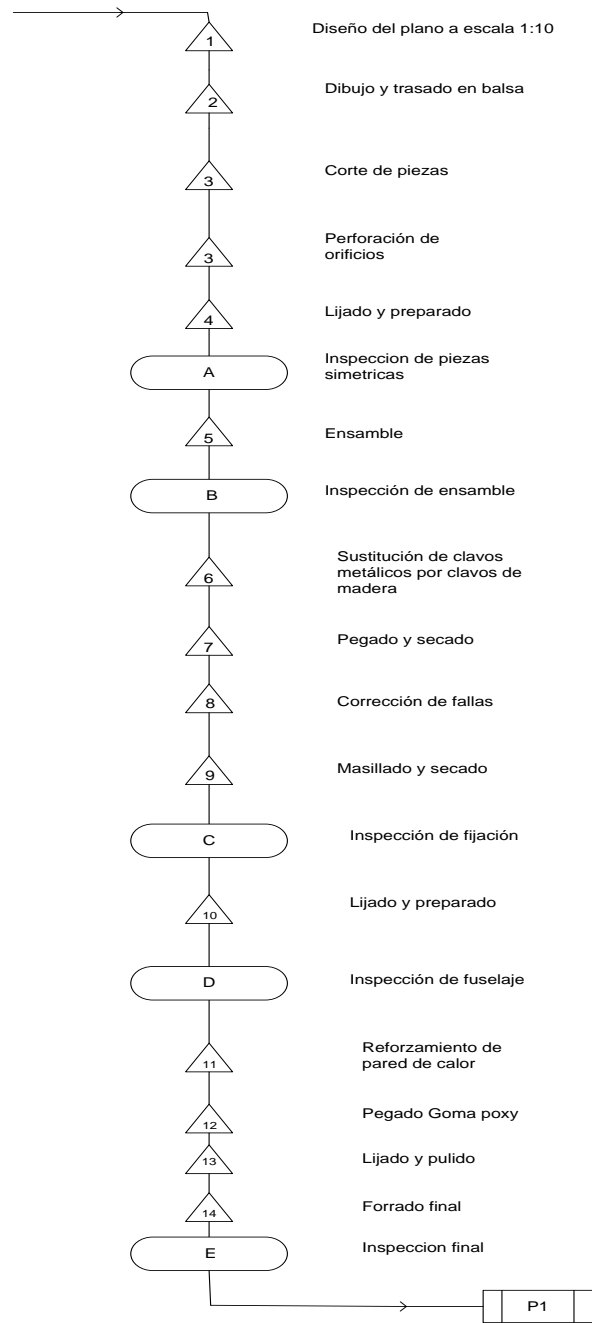 1
Diseño del plano a escala 1:10
2
Dibujo y trasado en balsa
3
Corte de piezas
3
Perforación de
orificios
4
Lijado y preparado
A
Inspeccion de piezas
simetricas
5
Ensamble
B
Inspección de ensamble
6
Sustitución de clavos
metálicos por clavos de
madera
7
Pegado y secado
8
Corrección de fallas
9
Masillado y secado
C
Inspección de fijación
10
Lijado y preparado
D
Inspección de fuselaje
11
Reforzamiento de
pared de calor
12
Pegado Goma poxy
13
Lijado y pulido
14
Forrado final
E
Inspeccion final
P1